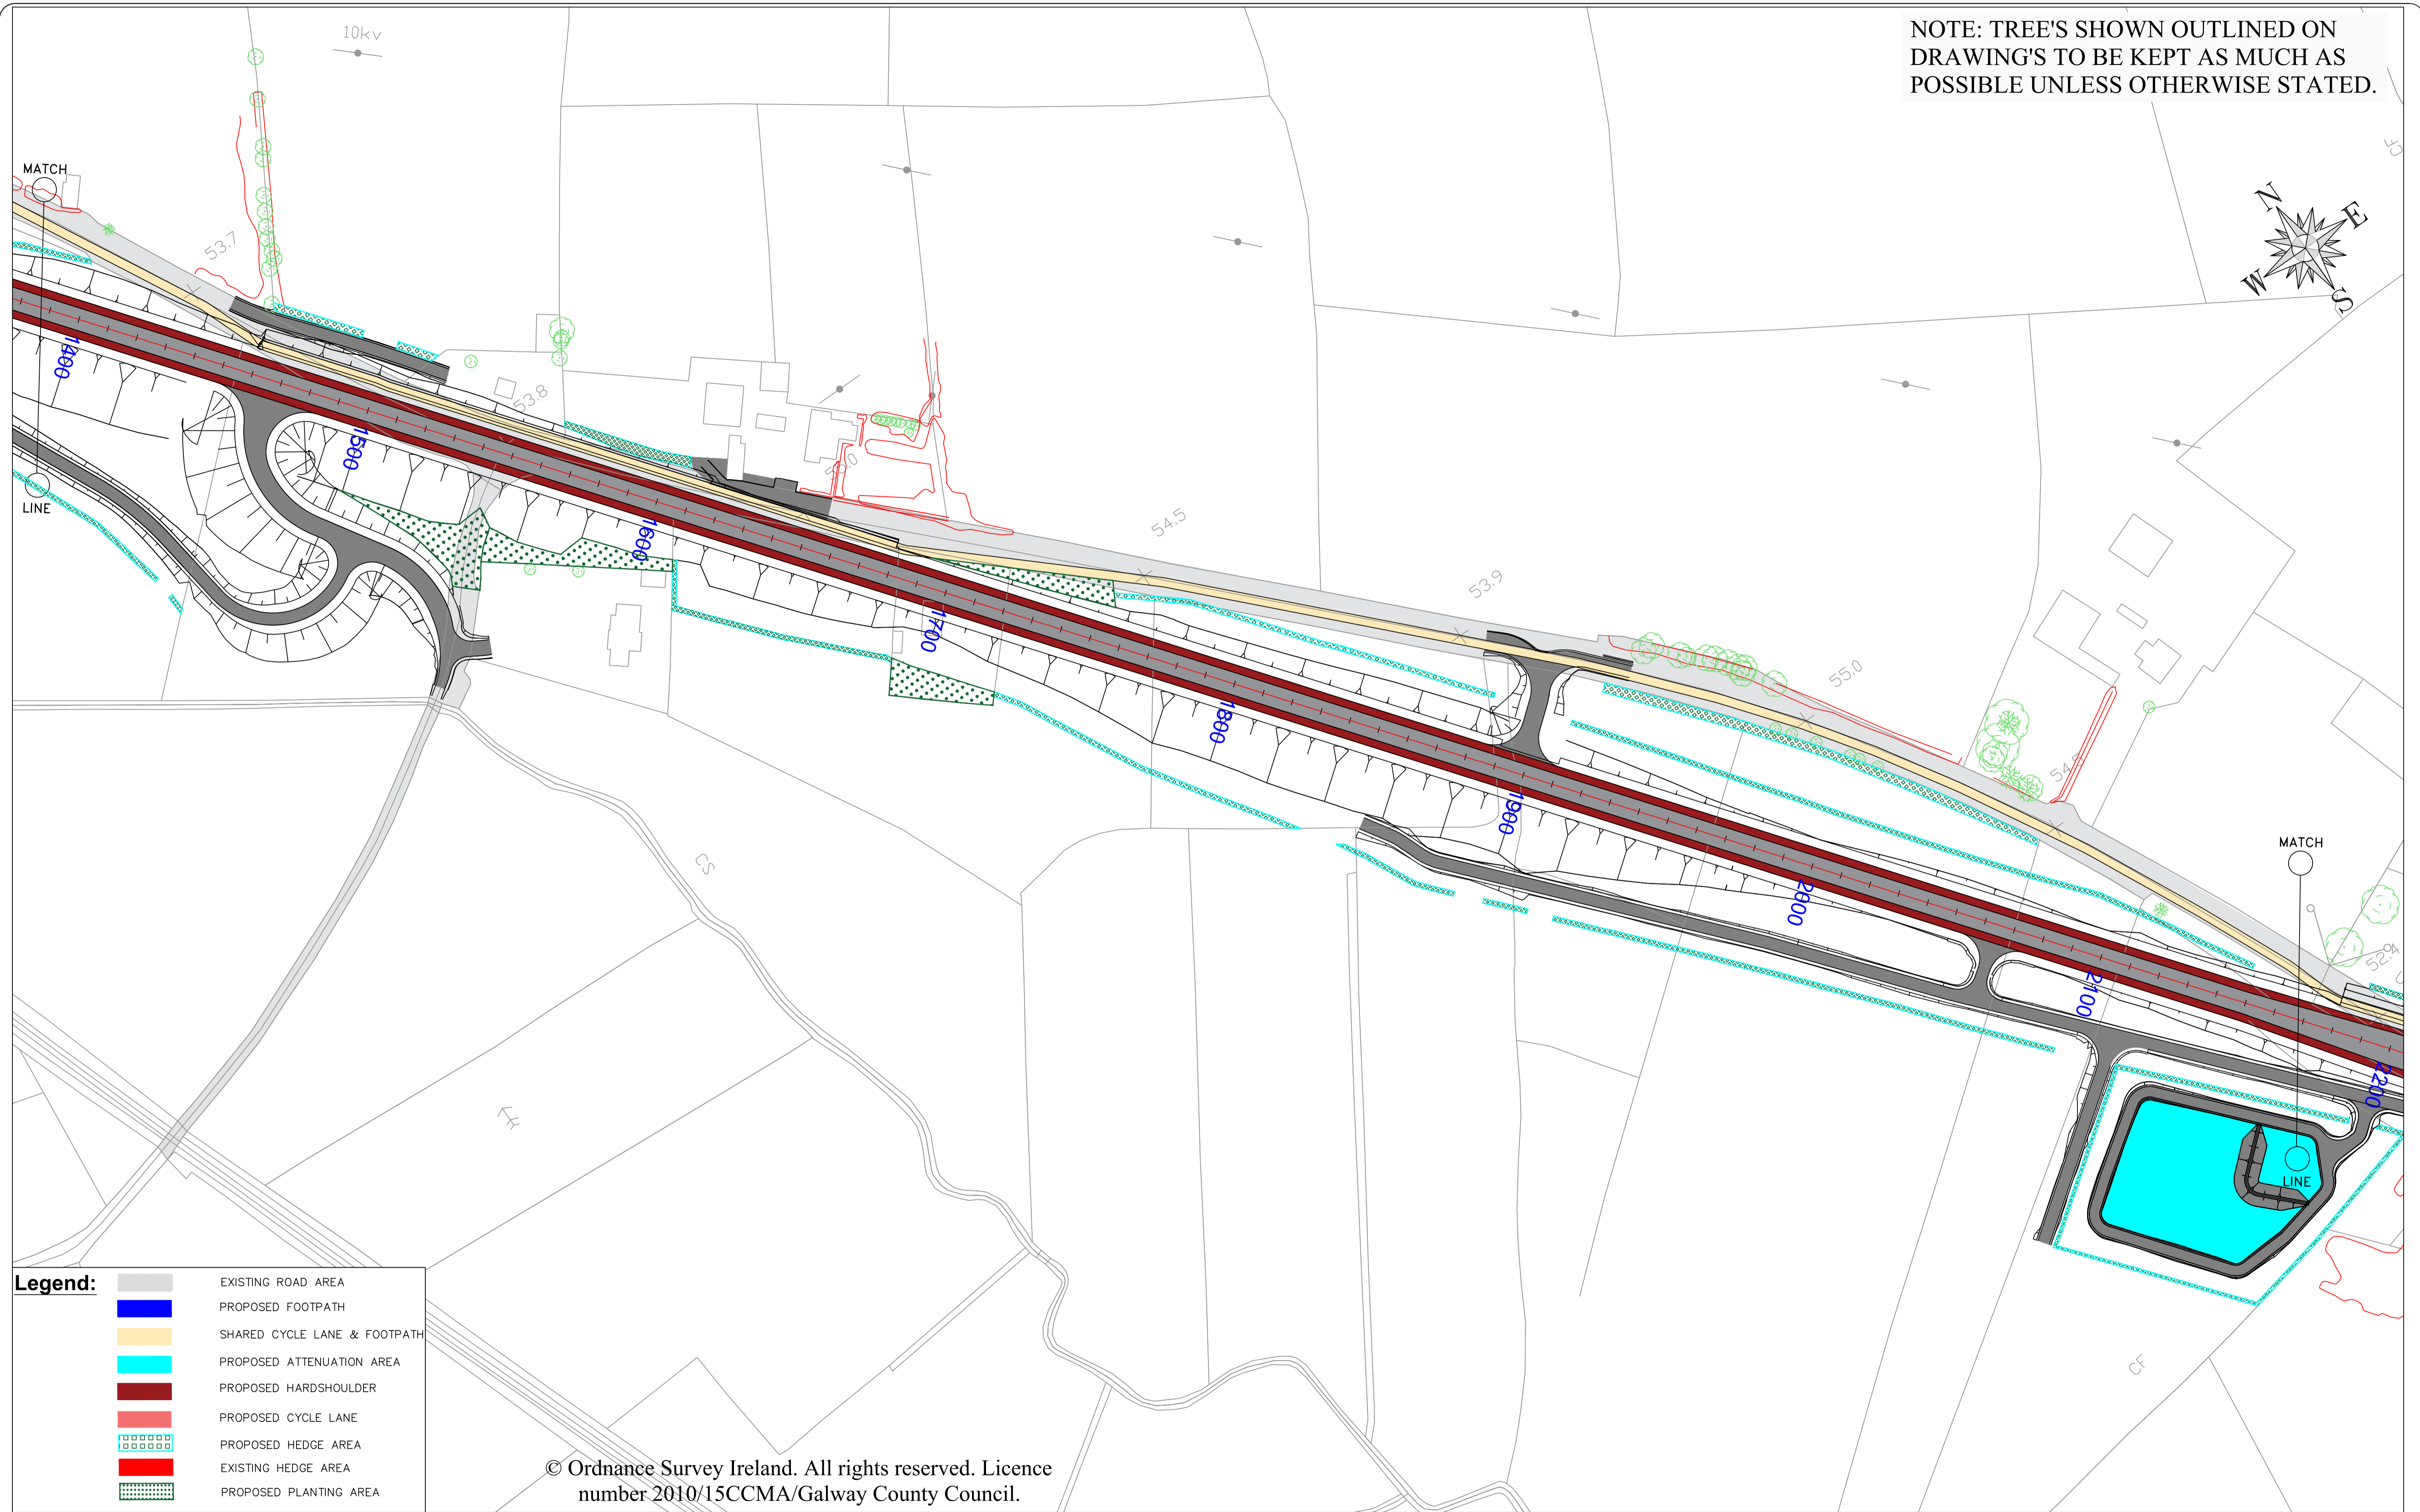 NOTE: TREE'S SHOWN OUTLINED ON
DRAWING'S TO BE KEPT AS MUCH AS
POSSIBLE UNLESS OTHERWISE STATED.
10kv
CF
N
E
W
S
MATCH
53.7
1400
LINE
53.8
1500
1600
54.5
1700
53.9
1800
55.0
1900
2000
MATCH
52.4
2100
2200
LINE
CS
CF
Legend:
EXISTING ROAD AREA
PROPOSED FOOTPATH
SHARED CYCLE LANE & FOOTPATH
PROPOSED ATTENUATION AREA
PROPOSED HARDSHOULDER
PROPOSED CYCLE LANE
PROPOSED HEDGE AREA
EXISTING HEDGE AREA
PROPOSED PLANTING AREA
© Ordnance Survey Ireland. All rights reserved. Licence
number 2010/15CCMA/Galway County Council.